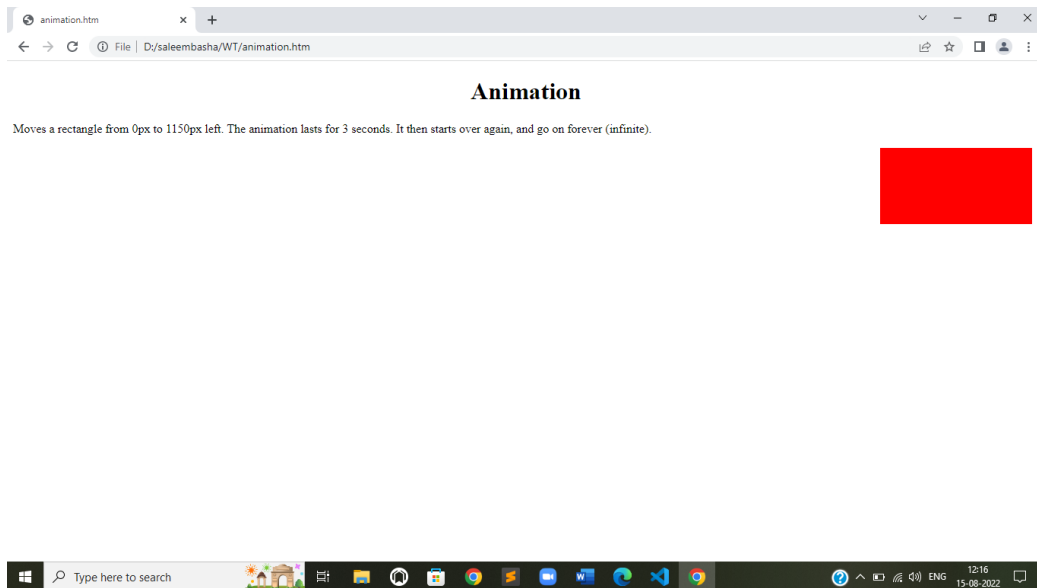 animation.htm
File D:/saleembasha/WT/animation.htm
Animation
Moves a rectangle from 0px to 1150px left. The animation lasts for 3 seconds. It then starts over again, and go on forever (infinite).
Type here to search
ENG
12:16
15-08-2022